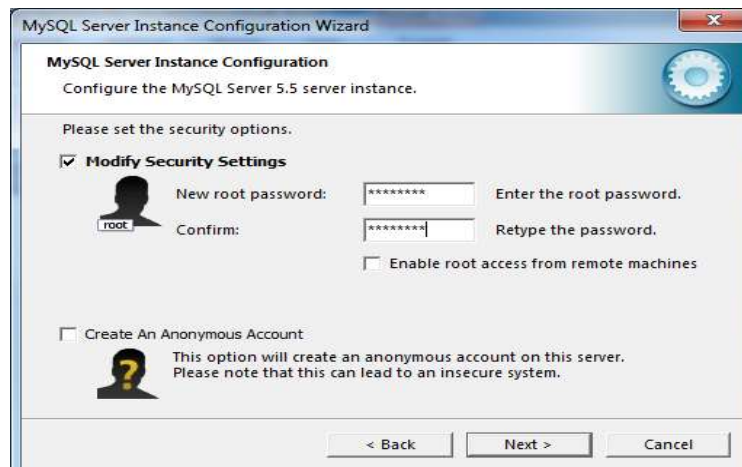 MySQL Server Instance Configuration Wizard
MySQL Server Instance Configuration
Configure the MySQL Server 5.5 server instance.
Please set the security options.
Modify Security Settings
New root password: ******** Enter the root password.
root
Confirm: ******** Retype the password.
Enable root access from remote machines
Create An Anonymous Account
?
This option will create an anonymous account on this server.
Please note that this can lead to an insecure system.
< Back Next > Cancel